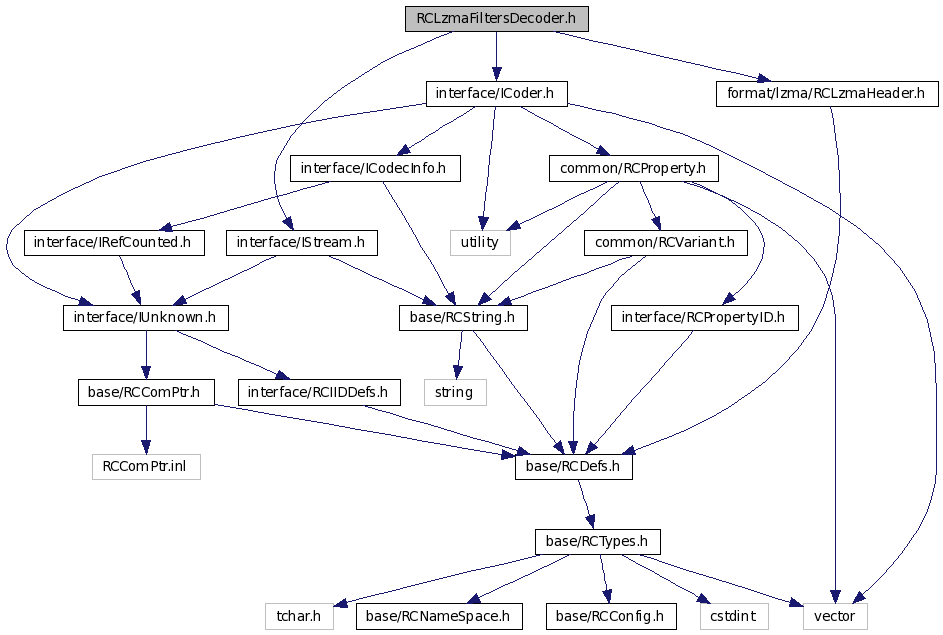 RCLzmaFiltersDecoder.h
interface/ICoder.h
format/lzma/RCLzmaHeader.h
interface/ICodecInfo.h
common/RCProperty.h
interface/IRefCounted.h
interface/IStream.h
utility
common/RCVariant.h
interface/IUnknown.h
base/RCString.h
interface/RCPropertyID.h
base/RCComPtr.h
interface/RCIIDDefs.h
string
RCComPtr.inl
base/RCDefs.h
base/RCTypes.h
tchar.h
base/RCNameSpace.h
base/RCConfig.h
cstdint
vector